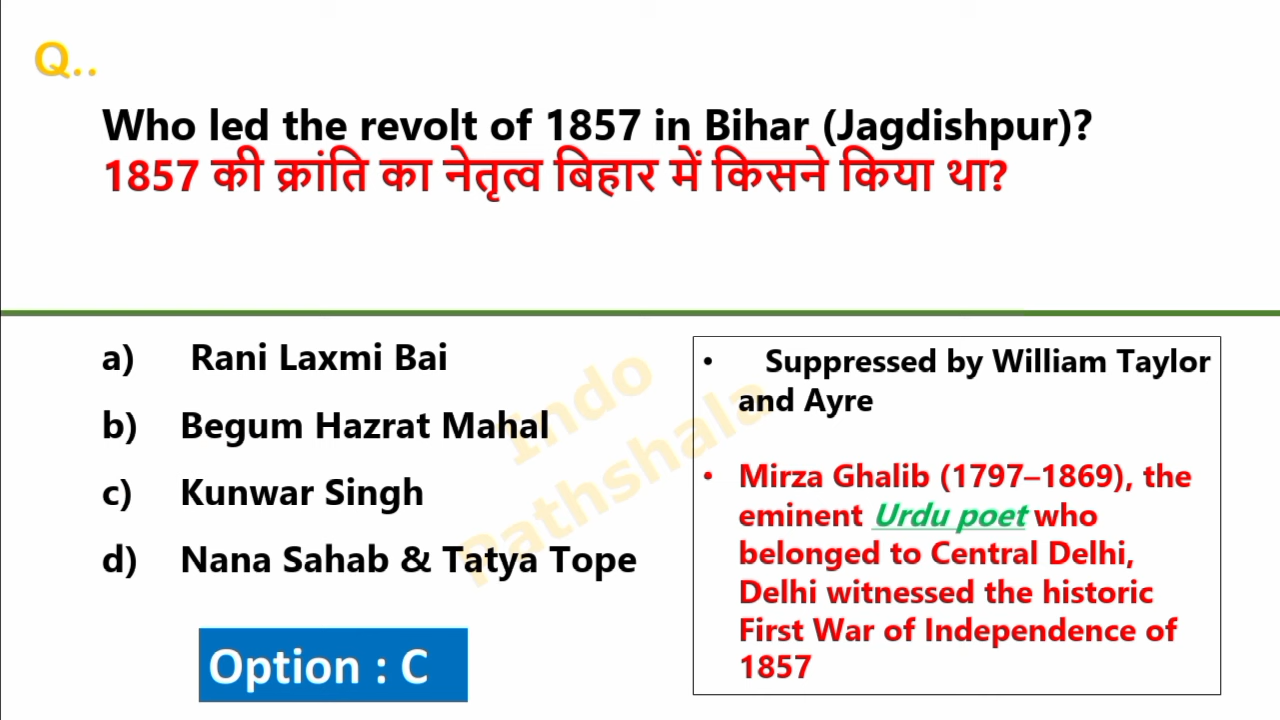 Q..
Who led the revolt of 1857 in Bihar (Jagdishpur)?
1857 की क्रांति का नेतृत्व बिहार में किसने किया था?
a) Rani Laxmi Bai
b) Begum Hazrat Mahal
c) Kunwar Singh
d) Nana Sahab & Tatya Tope
Option : C
• Suppressed by William Taylor
and Ayre
• Mirza Ghalib (1797–1869), the
eminent Urdu poet who
belonged to Central Delhi,
Delhi witnessed the historic
First War of Independence of
1857
Indo
Pathshala